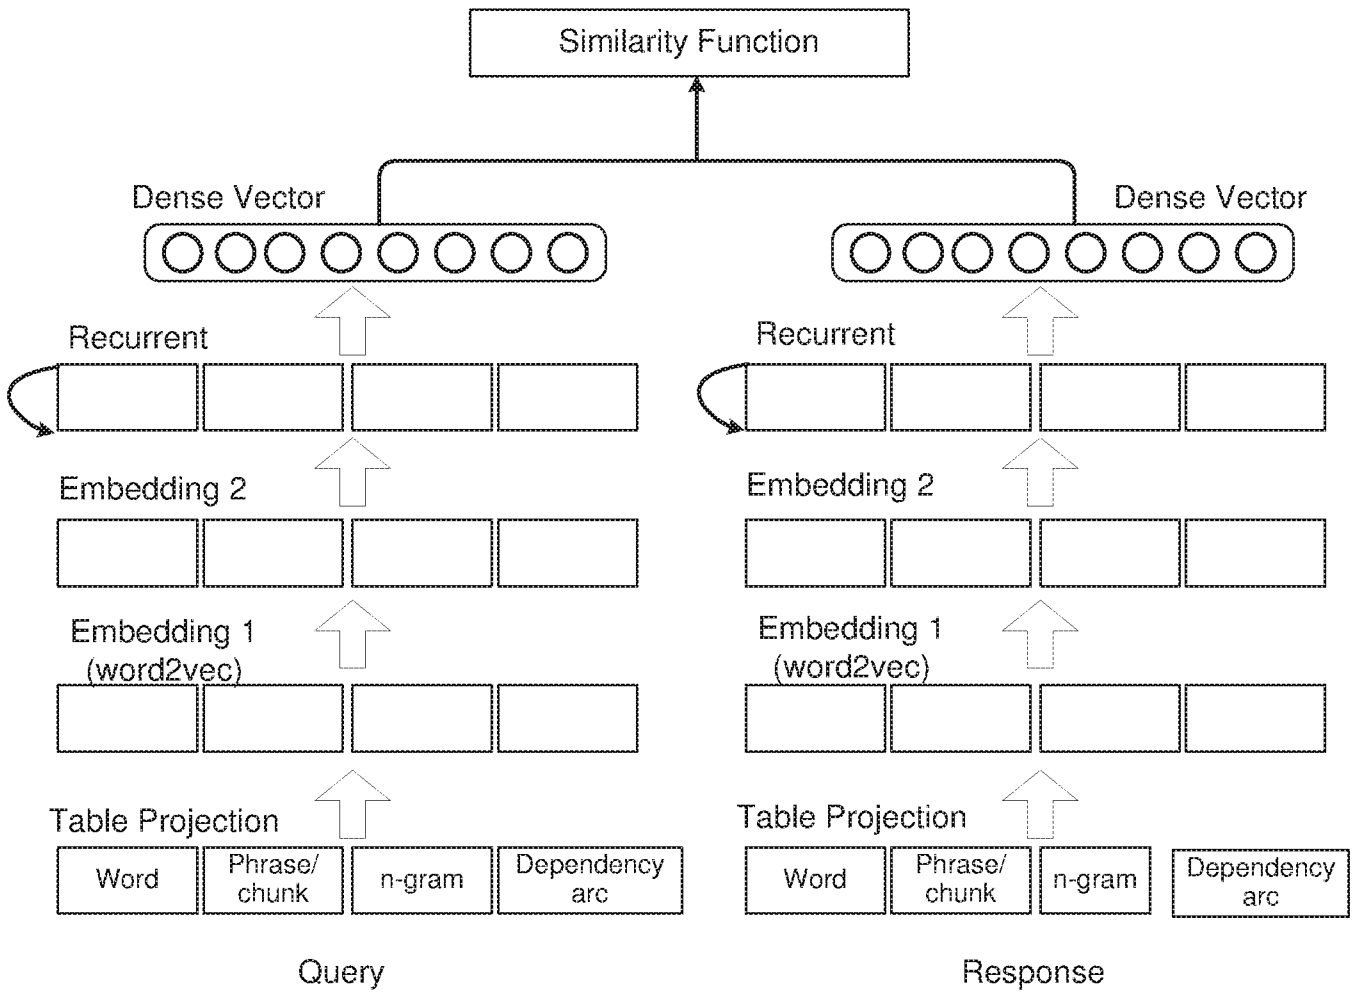 Similarity Function
Dense Vector
Dense Vector
Recurrent
Recurrent
Embedding 2
Embedding 2
Embedding 1
(word2vec)
Embedding 1
(word2vec)
Table Projection
Table Projection
Word
Phrase/
chunk
n-gram
Dependency
arc
Word
Phrase/
chunk
n-gram
Dependency
arc
Query
Response